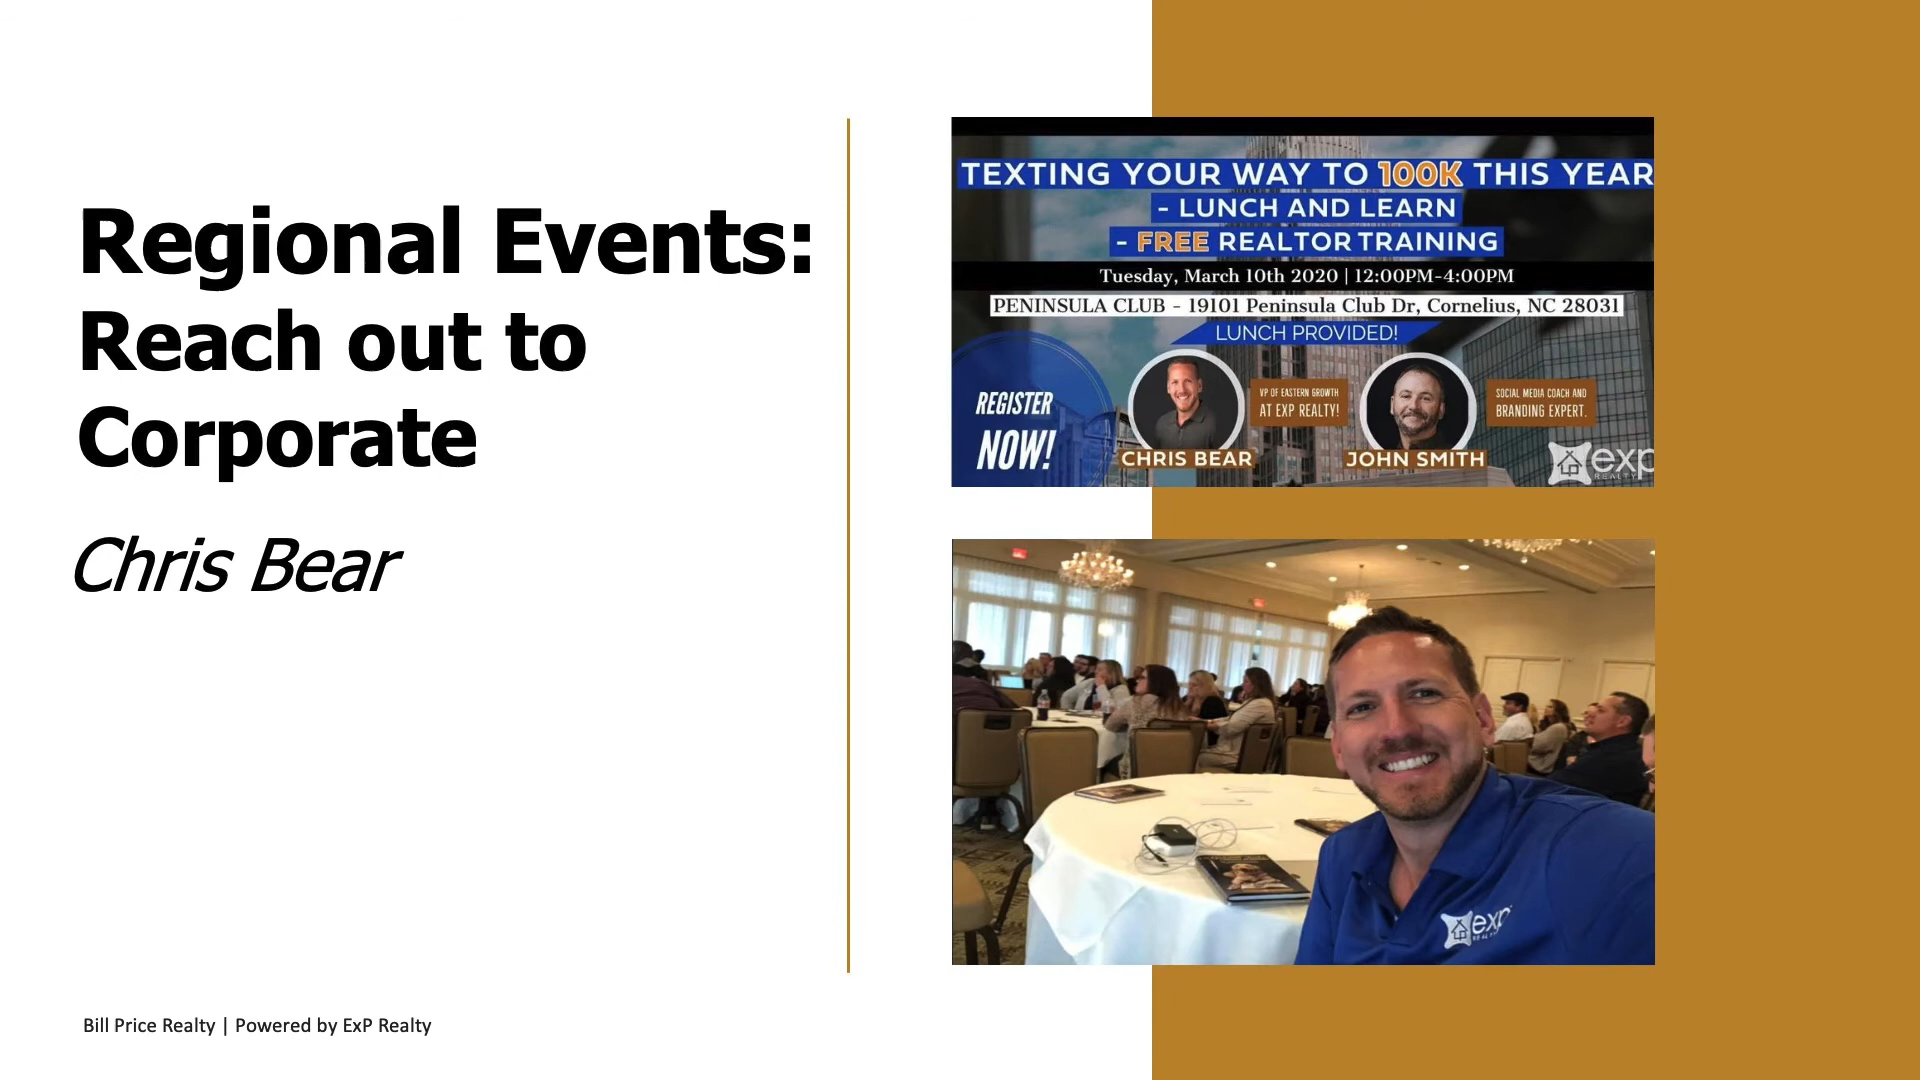 Regional Events:
Reach out to
Corporate
Chris Bear
TEXTING YOUR WAY TO 100K THIS YEAR
- LUNCH AND LEARN
- FREE REALTOR TRAINING
Tuesday, March 10th 2020 | 12:00PM-4:00PM
PENINSULA CLUB - 19101 Peninsula Club Dr, Cornelius, NC 28031
LUNCH PROVIDED!
REGISTER
NOW!
VP OF EASTERN GROWTH
AT EXP REALTY!
SOCIAL MEDIA COACH AND
BRANDING EXPERT.
CHRIS BEAR
JOHN SMITH
exp
REALTY
exp
Bill Price Realty | Powered by ExP Realty